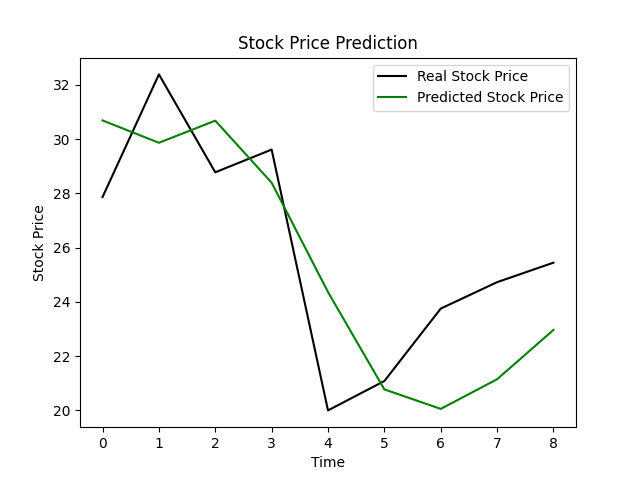 Stock Price Prediction
Real Stock Price
Predicted Stock Price
Stock Price
32
30
28
26
24
22
20
0 1 2 3 4 5 6 7 8
Time